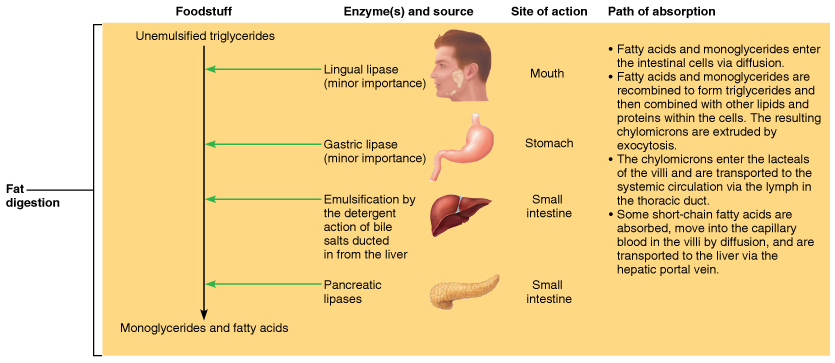 Foodstuff
Enzyme(s) and source
Site of action
Path of absorption
Fat
digestion
Unemulsified triglycerides
Lingual lipase
(minor importance)
Mouth
Gastric lipase
(minor importance)
Stomach
Emulsification by
the detergent
action of bile
salts ducted
in from the liver
Small
intestine
Pancreatic
lipases
Small
intestine
Monoglycerides and fatty acids
• Fatty acids and monoglycerides enter
the intestinal cells via diffusion.
• Fatty acids and monoglycerides are
recombined to form triglycerides and
then combined with other lipids and
proteins within the cells. The resulting
chylomicrons are extruded by
exocytosis.
• The chylomicrons enter the lacteals
of the villi and are transported to the
systemic circulation via the lymph in
the thoracic duct.
• Some short-chain fatty acids are
absorbed, move into the capillary
blood in the villi by diffusion, and are
transported to the liver via the
hepatic portal vein.